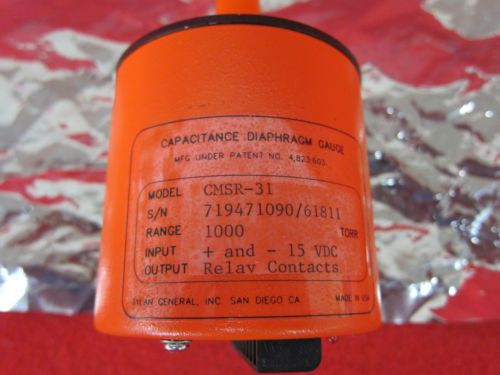 CAPACITANCE DIAPHRAGM GAUGE
MFG UNDER PATENT NO. 4,823,603.
MODEL CMSR-31
S/N 719471090/61811
RANGE 1000 TORR
INPUT + and - 15 VDC
OUTPUT Relay Contacts
TYLAN GENERAL, INC. SAN DIEGO CA MADE IN USA